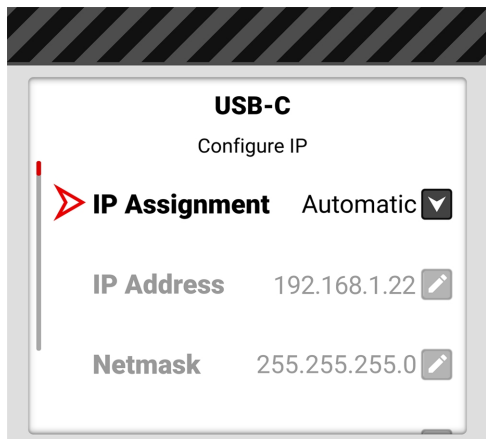 USB-C
Configure IP
IP Assignment Automatic
IP Address 192.168.1.22
Netmask 255.255.255.0